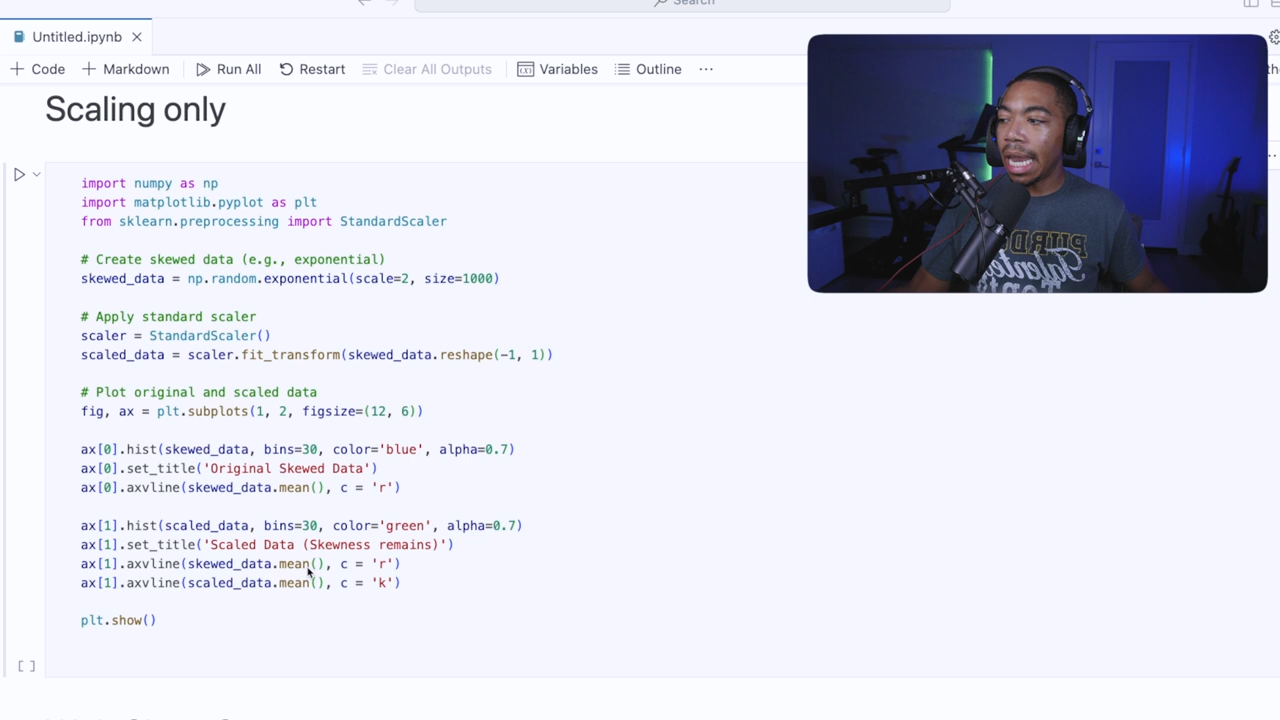 Search
Untitled.ipynb
Code
Markdown
Run All
Restart
Clear All Outputs
Variables
Outline
Scaling only
import numpy as np
import matplotlib.pyplot as plt
from sklearn.preprocessing import StandardScaler
# Create skewed data (e.g., exponential)
skewed_data = np.random.exponential(scale=2, size=1000)
# Apply standard scaler
scaler = StandardScaler()
scaled_data = scaler.fit_transform(skewed_data.reshape(-1, 1))
# Plot original and scaled data
fig, ax = plt.subplots(1, 2, figsize=(12, 6))
ax[0].hist(skewed_data, bins=30, color='blue', alpha=0.7)
ax[0].set_title('Original Skewed Data')
ax[0].axvline(skewed_data.mean(), c = 'r')
ax[1].hist(scaled_data, bins=30, color='green', alpha=0.7)
ax[1].set_title('Scaled Data (Skewness remains)')
ax[1].axvline(skewed_data.mean(), c = 'r')
ax[1].axvline(scaled_data.mean(), c = 'k')
plt.show()
[ ]